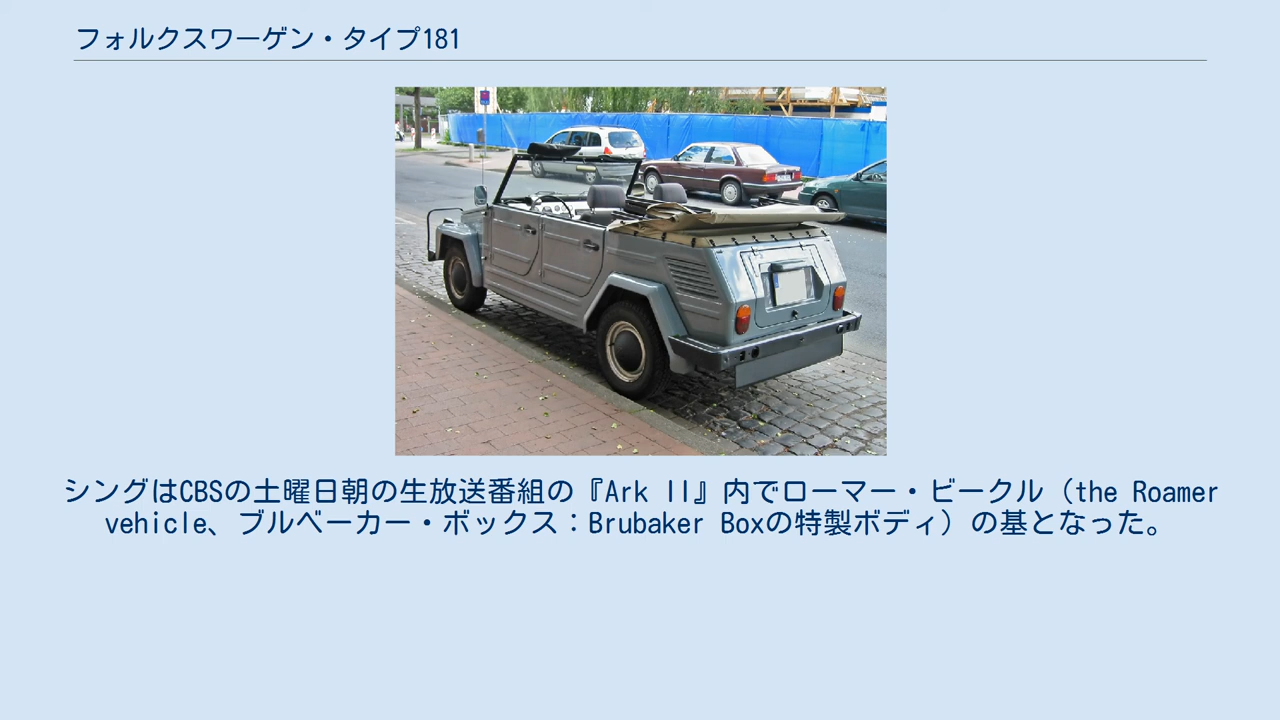 フォルクスワーゲン・タイプ181
シングはCBSの土曜日朝の生放送番組の『Ark II』内でローマー・ビークル（the Roamer
vehicle、ブルベーカー・ボックス：Brubaker Boxの特製ボディ）の基となった。